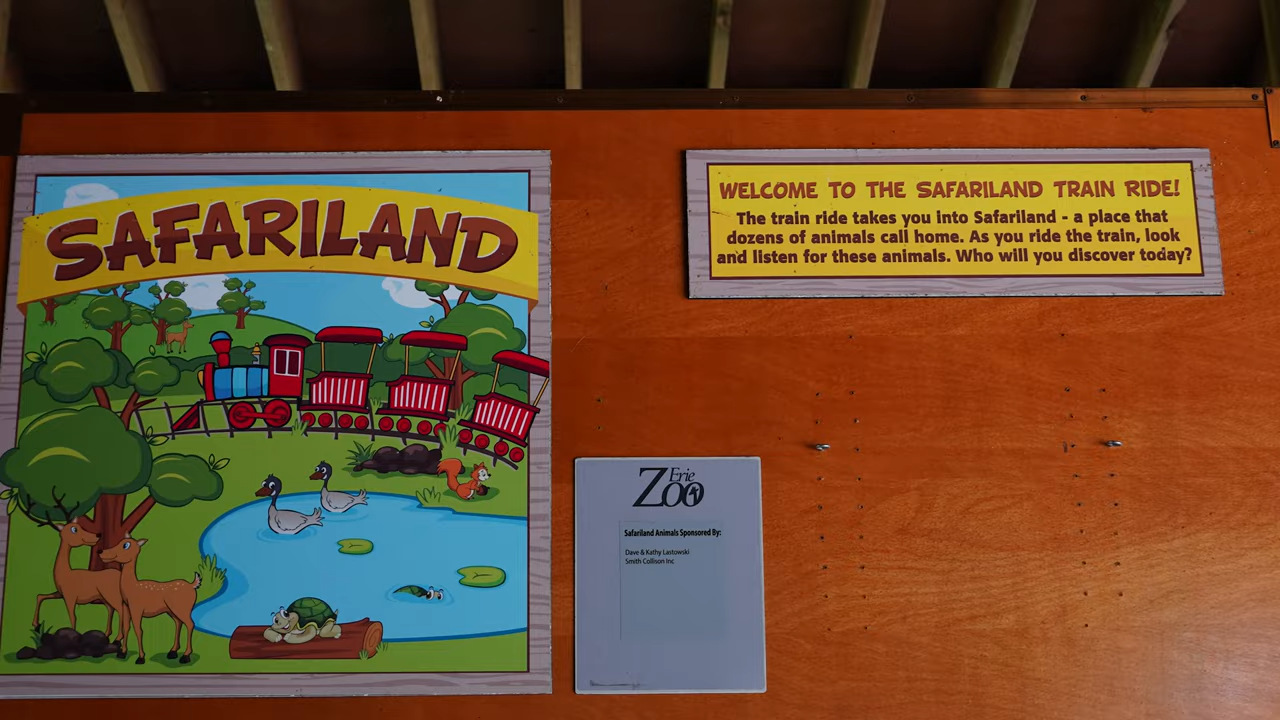 SAFARILAND
WELCOME TO THE SAFARILAND TRAIN RIDE!
The train ride takes you into Safariland - a place that
dozens of animals call home. As you ride the train, look
and listen for these animals. Who will you discover today?
Erie
Zoo
Safariland Animals Sponsored By:
Dave & Kathy Lastowski
Smith Collison Inc